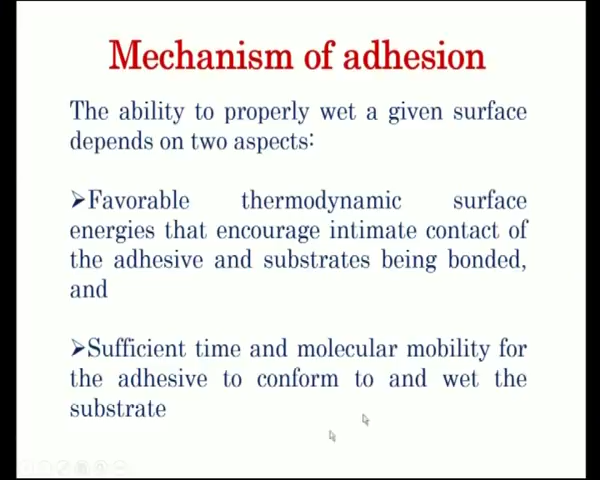 Mechanism of adhesion
The ability to properly wet a given surface
depends on two aspects:
➢Favorable thermodynamic surface
energies that encourage intimate contact of
the adhesive and substrates being bonded,
and
➢Sufficient time and molecular mobility for
the adhesive to conform to and wet the
substrate